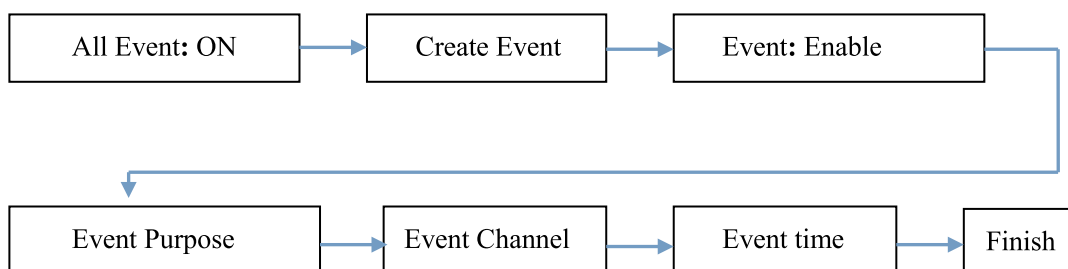 All Event: ON
Create Event
Event: Enable
Event Purpose
Event Channel
Event time
Finish